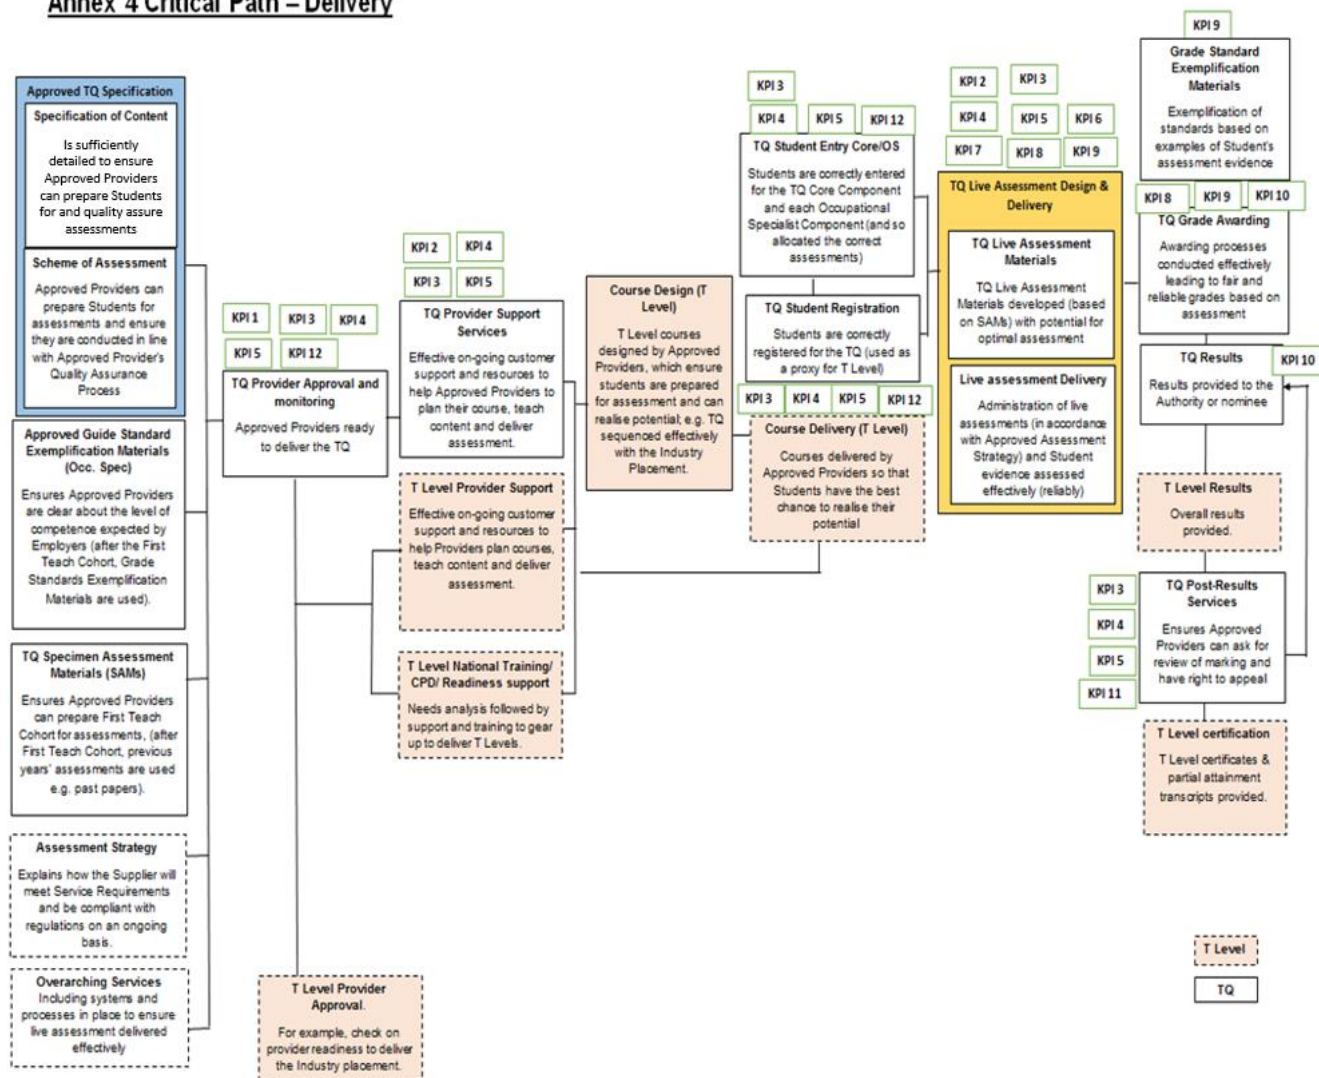 Annex 4 Critical Path – Delivery
Approved TQ Specification
Specification of Content
Is sufficiently
detailed to ensure
Approved Providers
can prepare Students
for and quality assure
assessments
Scheme of Assessment
Approved Providers can
prepare Students for
assessments and ensure
they are conducted in line
with Approved Provider's
Quality Assurance
Process
Approved Guide Standard
Exemplification Materials
(Occ. Spec)
Ensures Approved Providers
are clear about the level of
competence expected by
Employers (after the First
Teach Cohort, Grade
Standards Exemplification
Materials are used).
TQ Specimen Assessment
Materials (SAMs)
Ensures Approved Providers
can prepare First Teach
Cohort for assessments, (after
First Teach Cohort, previous
years' assessments are used
e.g. past papers).
Assessment Strategy
Explains how the Supplier will
meet Service Requirements
and be compliant with
regulations on an ongoing
basis.
Overarching Services
Including systems and
processes in place to ensure
live assessment delivered
effectively
KPI 1 KPI 3 KPI 4
KPI 5 KPI 12
TQ Provider Approval and
monitoring
Approved Providers ready
to deliver the TQ
T Level Provider
Approval.
For example, check on
provider readiness to deliver
the Industry placement.
KPI 2 KPI 4
KPI 3 KPI 5
TQ Provider Support
Services
Effective on-going customer
support and resources to
help Approved Providers to
plan their course, teach
content and deliver
assessment.
T Level Provider Support
Effective on-going customer
support and resources to
help Providers plan courses,
teach content and deliver
assessment.
T Level National Training/
CPD/ Readiness support
Needs analysis followed by
support and training to gear
up to deliver T Levels.
Course Design (T
Level)
T Level courses
designed by Approved
Providers, which ensure
students are prepared
for assessment and can
realise potential; e.g. TQ
sequenced effectively
with the Industry
Placement.
KPI 3
KPI 4 KPI 5 KPI 12
TQ Student Entry Core/OS
Students are correctly entered
for the TQ Core Component
and each Occupational
Specialist Component (and so
allocated the correct
assessments)
TQ Student Registration
Students are correctly
registered for the TQ (used as
a proxy for T Level)
KPI 3 KPI 4 KPI 5 KPI 12
Course Delivery (T Level)
Courses delivered by
Approved Providers so that
Students have the best
chance to realise their
potential
KPI 2 KPI 3
KPI 4 KPI 5 KPI 6
KPI 7 KPI 8 KPI 9
TQ Live Assessment Design &
Delivery
TQ Live Assessment
Materials
TQ Live Assessment
Materials developed (based
on SAMs) with potential for
optimal assessment
Live assessment Delivery
Administration of live
assessments (in accordance
with Approved Assessment
Strategy) and Student
evidence assessed
effectively (reliably)
KPI 9
Grade Standard
Exemplification
Materials
Exemplification of
standards based on
examples of Student's
assessment evidence
KPI 8 KPI 9 KPI 10
TQ Grade Awarding
Awarding processes
conducted effectively
leading to fair and
reliable grades based on
assessment
TQ Results
KPI 10
Results provided to the
Authority or nominee
T Level Results
Overall results
provided.
KPI 3
KPI 4
KPI 5
KPI 11
TQ Post-Results
Services
Ensures Approved
Providers can ask for
review of marking and
have right to appeal
T Level certification
T Level certificates &
partial attainment
transcripts provided.
T Level
TQ